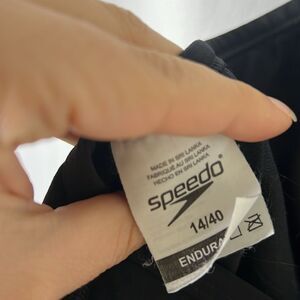 MADE IN SRI LANKA
FABRIQUÉ AU SRI LANKA
HECHO EN SRI LANKA
speedo
14/40
ENDURA